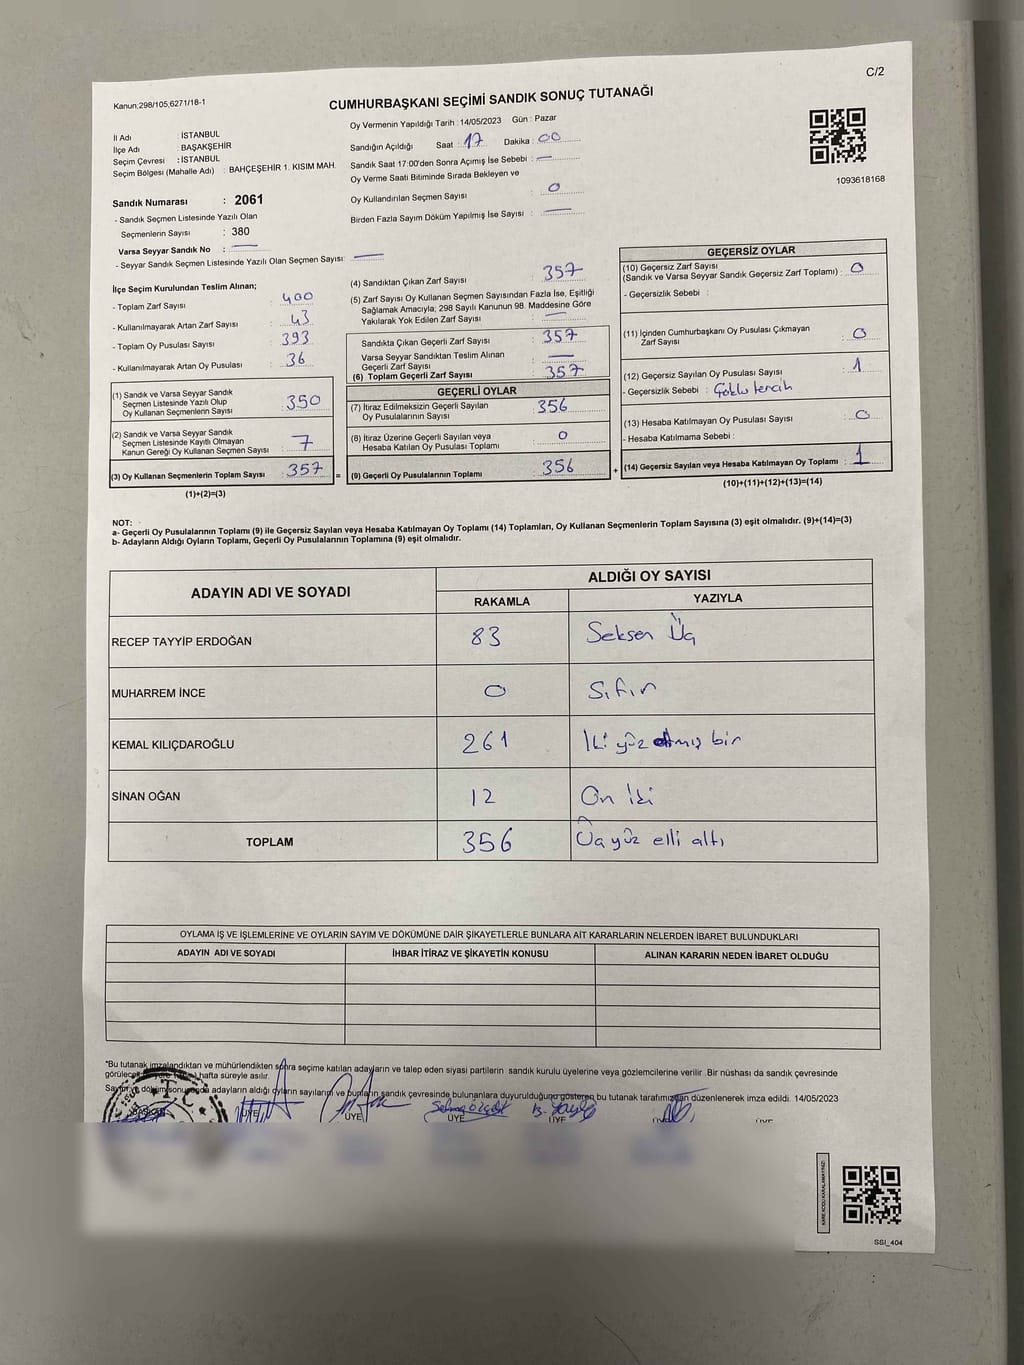 C/2
Kanun:298/105,6271/18-1
CUMHURBAŞKANI SEÇİMİ SANDIK SONUÇ TUTANAĞI
İl Adı : İSTANBUL
İlçe Adı : BAŞAKŞEHİR
Seçim Çevresi : İSTANBUL
Seçim Bölgesi (Mahalle Adı) : BAHÇEŞEHİR 1. KISIM MAH.
Oy Vermenin Yapıldığı Tarih : 14/05/2023 Gün : Pazar
Sandığın Açıldığı Saat : 17 Dakika : 00
Sandık Saat 17:00'den Sonra Açımış İse Sebebi : —
Oy Verme Saati Bitiminde Sırada Bekleyen ve
Oy Kullandırılan Seçmen Sayısı : 0
Birden Fazla Sayım Döküm Yapılmış İse Sayısı : —
1093618168
Sandık Numarası : 2061
- Sandık Seçmen Listesinde Yazılı Olan
Seçmenlerin Sayısı : 380
Varsa Seyyar Sandık No : —
- Seyyar Sandık Seçmen Listesinde Yazılı Olan Seçmen Sayısı: —
İlçe Seçim Kurulundan Teslim Alınan;
- Toplam Zarf Sayısı : 400
- Kullanılmayarak Artan Zarf Sayısı : 43
- Toplam Oy Pusulası Sayısı : 393
- Kullanılmayarak Artan Oy Pusulası : 36
(1) Sandık ve Varsa Seyyar Sandık
Seçmen Listesinde Yazılı Olup
Oy Kullanan Seçmenlerin Sayısı : 350
(2) Sandık ve Varsa Seyyar Sandık
Seçmen Listesinde Kayıtlı Olmayan
Kanun Gereği Oy Kullanan Seçmen Sayısı : 7
(3) Oy Kullanan Seçmenlerin Toplam Sayısı : 357 =
(1)+(2)=(3)
(4) Sandıktan Çıkan Zarf Sayısı : 357
(5) Zarf Sayısı Oy Kullanan Seçmen Sayısından Fazla İse, Eşitliği
Sağlamak Amacıyla; 298 Sayılı Kanunun 98. Maddesine Göre
Yakılarak Yok Edilen Zarf Sayısı : —
Sandıkta Çıkan Geçerli Zarf Sayısı : 357
Varsa Seyyar Sandıktan Teslim Alınan
Geçerli Zarf Sayısı : —
(6) Toplam Geçerli Zarf Sayısı : 357
GEÇERLİ OYLAR
(7) İtiraz Edilmeksizin Geçerli Sayılan
Oy Pusulalarının Sayısı : 356
(8) İtiraz Üzerine Geçerli Sayılan veya
Hesaba Katılan Oy Pusulası Toplamı : 0
(9) Geçerli Oy Pusulalarının Toplamı : 356 +
GEÇERSİZ OYLAR
(10) Geçersiz Zarf Sayısı
(Sandık ve Varsa Seyyar Sandık Geçersiz Zarf Toplamı) : 0
- Geçersizlik Sebebi :
(11) İçinden Cumhurbaşkanı Oy Pusulası Çıkmayan
Zarf Sayısı : 0
(12) Geçersiz Sayılan Oy Pusulası Sayısı : 1
- Geçersizlik Sebebi : Çoklu tercih
(13) Hesaba Katılmayan Oy Pusulası Sayısı : 0
- Hesaba Katılmama Sebebi :
(14) Geçersiz Sayılan veya Hesaba Katılmayan Oy Toplamı : 1
(10)+(11)+(12)+(13)=(14)
NOT:
a- Geçerli Oy Pusulalarının Toplamı (9) ile Geçersiz Sayılan veya Hesaba Katılmayan Oy Toplamı (14) Toplamları, Oy Kullanan Seçmenlerin Toplam Sayısına (3) eşit olmalıdır. (9)+(14)=(3)
b- Adayların Aldığı Oyların Toplamı, Geçerli Oy Pusulalarının Toplamına (9) eşit olmalıdır.
ADAYIN ADI VE SOYADI ALDIĞI OY SAYISI
RAKAMLA YAZIYLA
RECEP TAYYİP ERDOĞAN 83 Seksen Üç
MUHARREM İNCE 0 Sıfır
KEMAL KILIÇDAROĞLU 261 İki yüz atmış bir
SİNAN OĞAN 12 On İki
TOPLAM 356 Üç yüz elli altı
OYLAMA İŞ VE İŞLEMLERİNE VE OYLARIN SAYIM VE DÖKÜMÜNE DAİR ŞİKAYETLERLE BUNLARA AİT KARARLARIN NELERDEN İBARET BULUNDUKLARI
ADAYIN ADI VE SOYADI İHBAR İTİRAZ VE ŞİKAYETİN KONUSU ALINAN KARARIN NEDEN İBARET OLDUĞU
*Bu tutanak imzalandıktan ve mühürlendikten sonra seçime katılan adayların ve talep eden siyasi partilerin sandık kurulu üyelerine veya gözlemcilerine verilir .Bir nüshası da sandık çevresinde
hafta süreyle asılır.
adayların aldığı oyların sayılarını ve bunların sandık çevresinde bulunanlara duyurulduğunu gösteren bu tutanak tarafımızdan düzenlenerek imza edildi. 14/05/2023
BAŞKAN ÜYE ÜYE ÜYE ÜYE
SSI_404